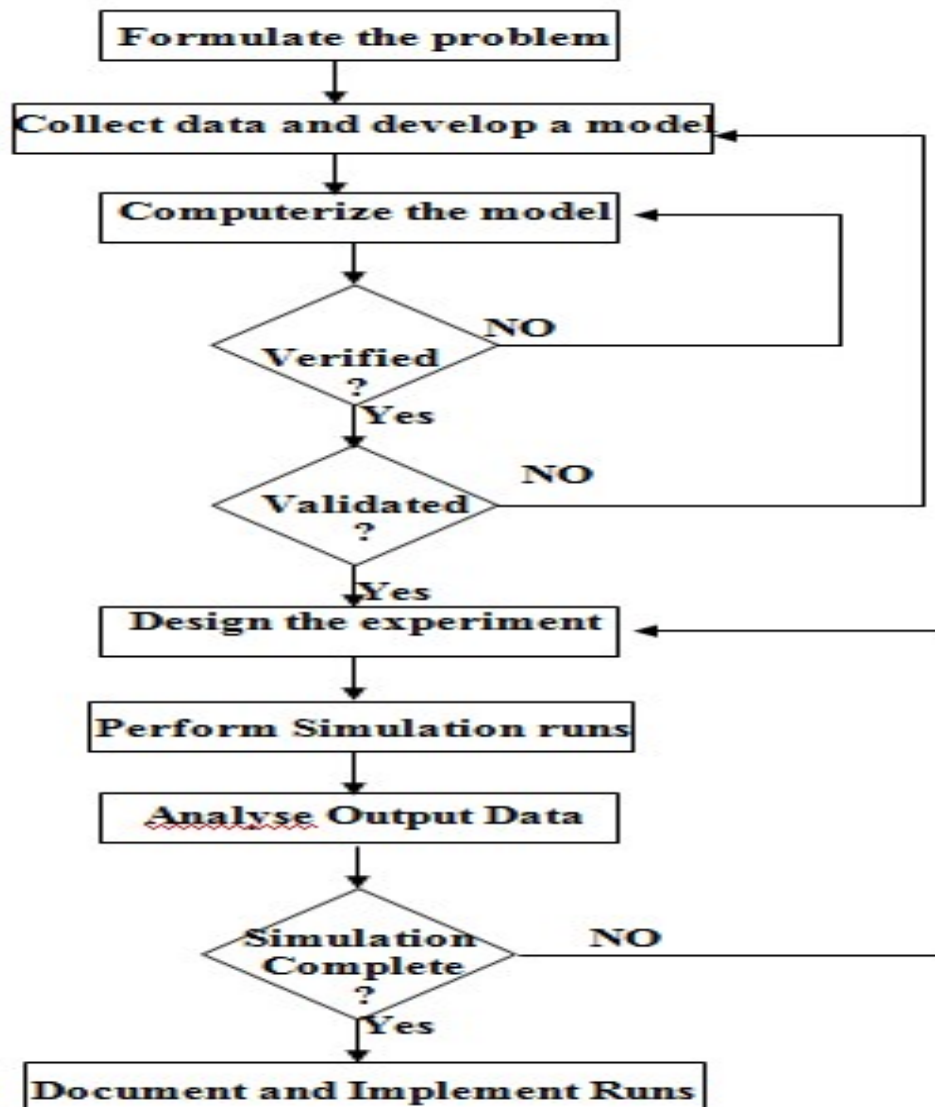 Formulate the problem
Collect data and develop a model
Computerize the model
NO
Verified
?
Yes
NO
Validated
?
Yes
Design the experiment
Perform Simulation runs
Analyse Output Data
Simulation
NO
Complete
?
Yes
Document and Implement Runs